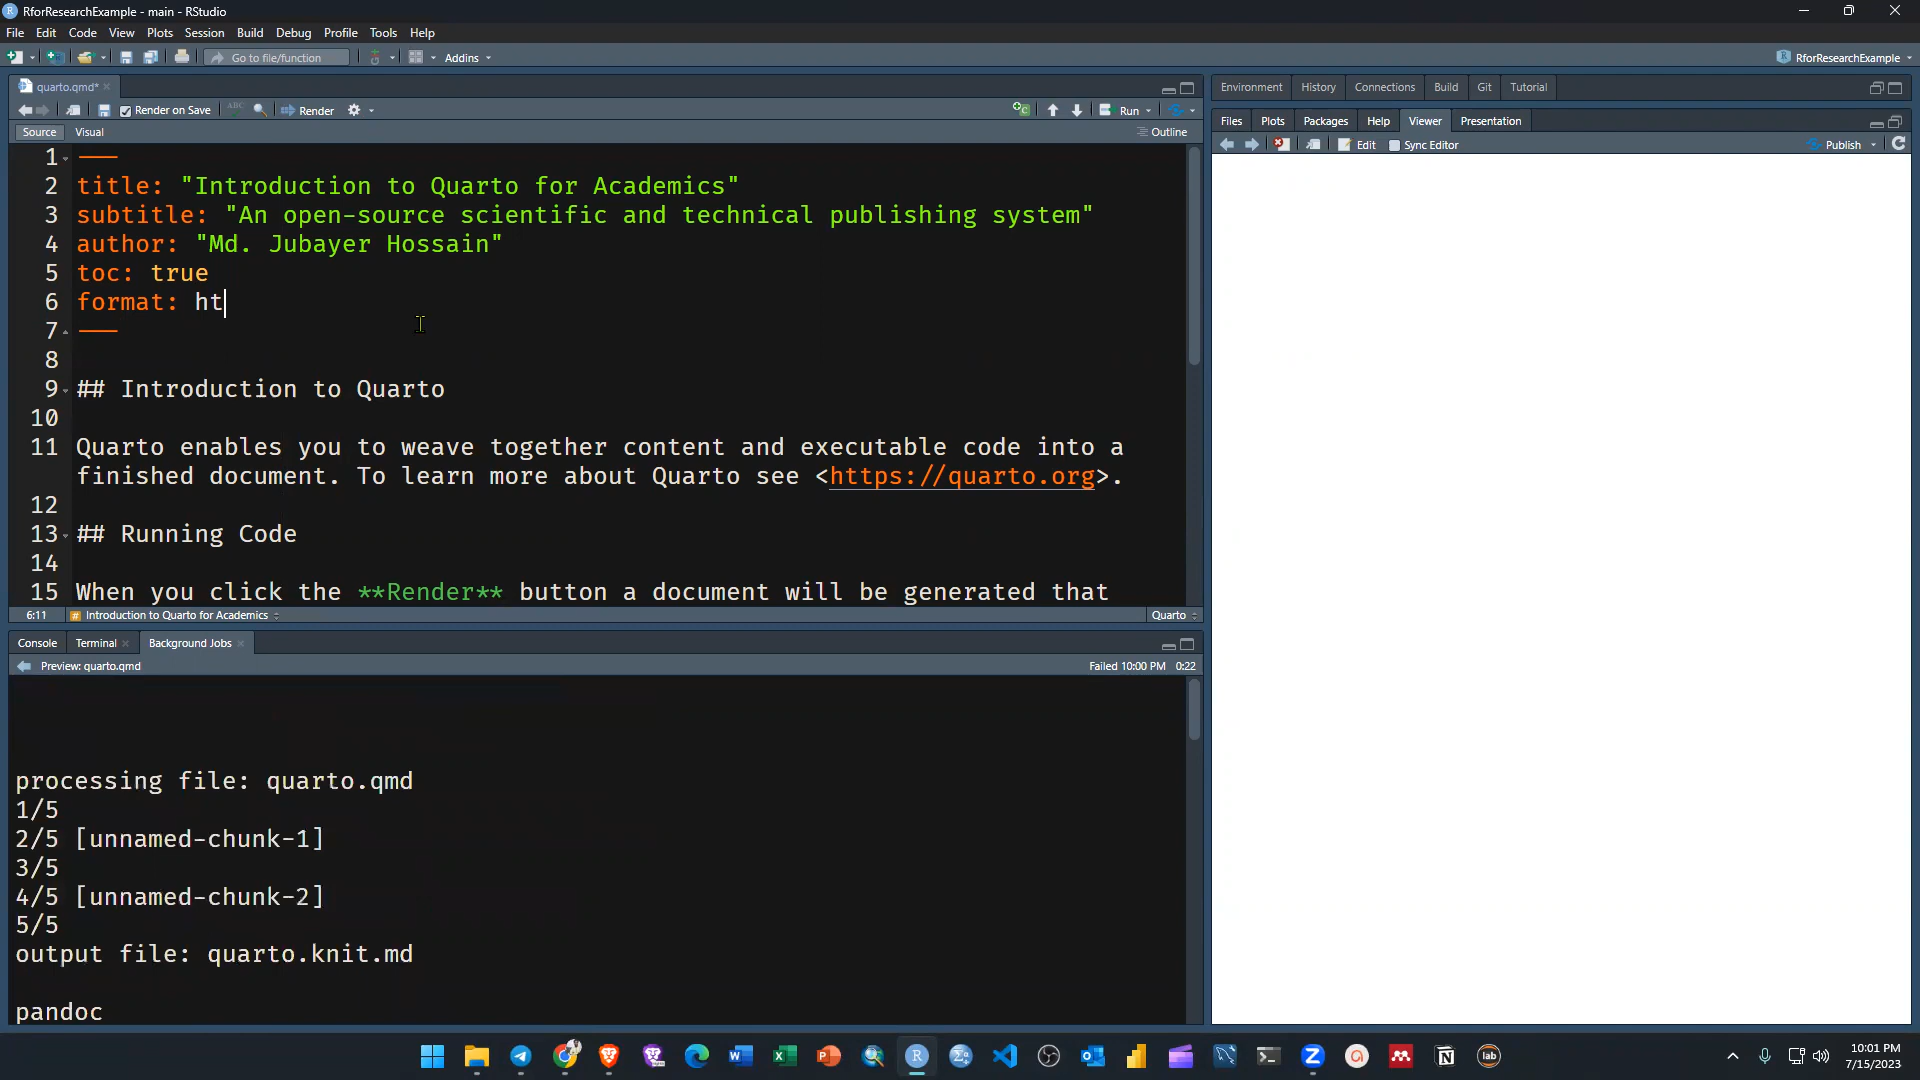 RforResearchExample - main - RStudio
File Edit Code View Plots Session Build Debug Profile Tools Help
Go to file/function Addins RforResearchExample
quarto.qmd*
Render on Save ABC Render Run
Source Visual Outline
1 ---
2 title: "Introduction to Quarto for Academics"
3 subtitle: "An open-source scientific and technical publishing system"
4 author: "Md. Jubayer Hossain"
5 toc: true
6 format: ht
7 ---
8
9 ## Introduction to Quarto
10
11 Quarto enables you to weave together content and executable code into a
finished document. To learn more about Quarto see <https://quarto.org>.
12
13 ## Running Code
14
15 When you click the **Render** button a document will be generated that
6:11 # Introduction to Quarto for Academics Quarto
Console Terminal Background Jobs
Preview: quarto.qmd Failed 10:00 PM 0:22
processing file: quarto.qmd
1/5
2/5 [unnamed-chunk-1]
3/5
4/5 [unnamed-chunk-2]
5/5
output file: quarto.knit.md
pandoc
Environment History Connections Build Git Tutorial
Files Plots Packages Help Viewer Presentation
Edit Sync Editor Publish
lab
10:01 PM
7/15/2023